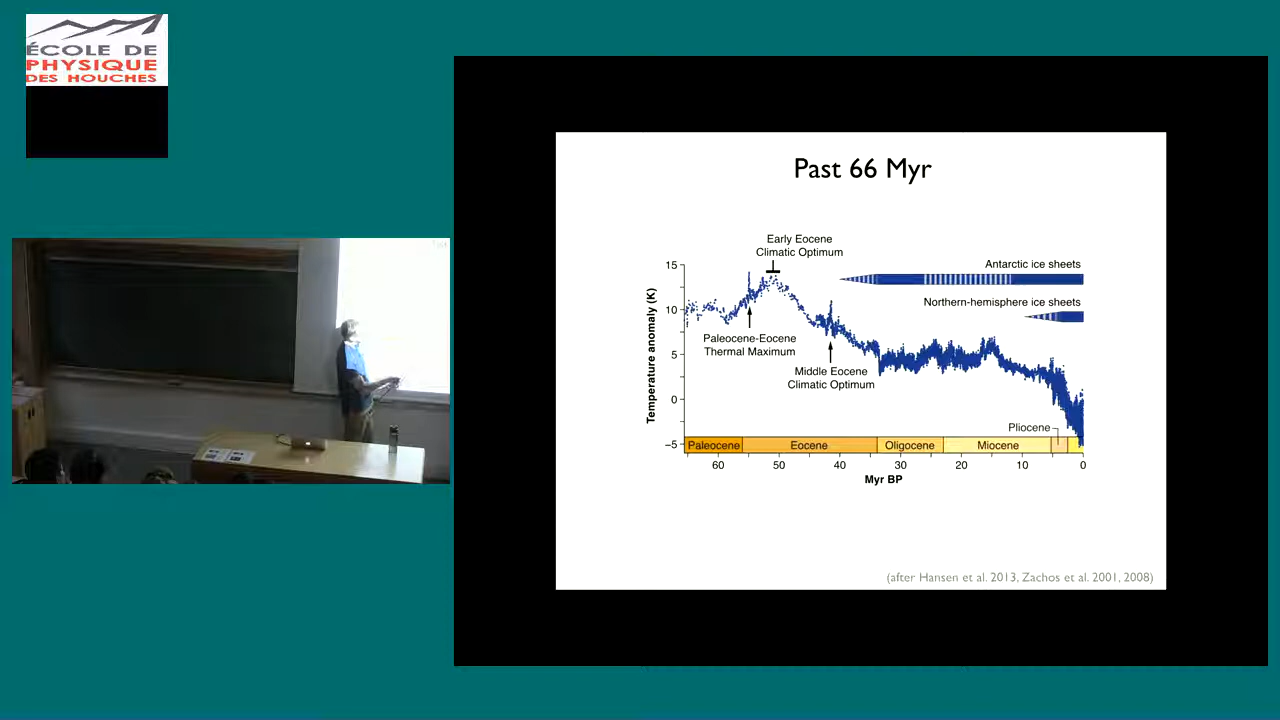 ÉCOLE DE
PHYSIQUE
DES HOUCHES
Past 66 Myr
Early Eocene
Climatic Optimum
Antarctic ice sheets
Northern-hemisphere ice sheets
Paleocene-Eocene
Thermal Maximum
Middle Eocene
Climatic Optimum
Pliocene
Temperature anomaly (K)
15
10
5
0
−5
Paleocene Eocene Oligocene Miocene
60 50 40 30 20 10 0
Myr BP
(after Hansen et al. 2013, Zachos et al. 2001, 2008)